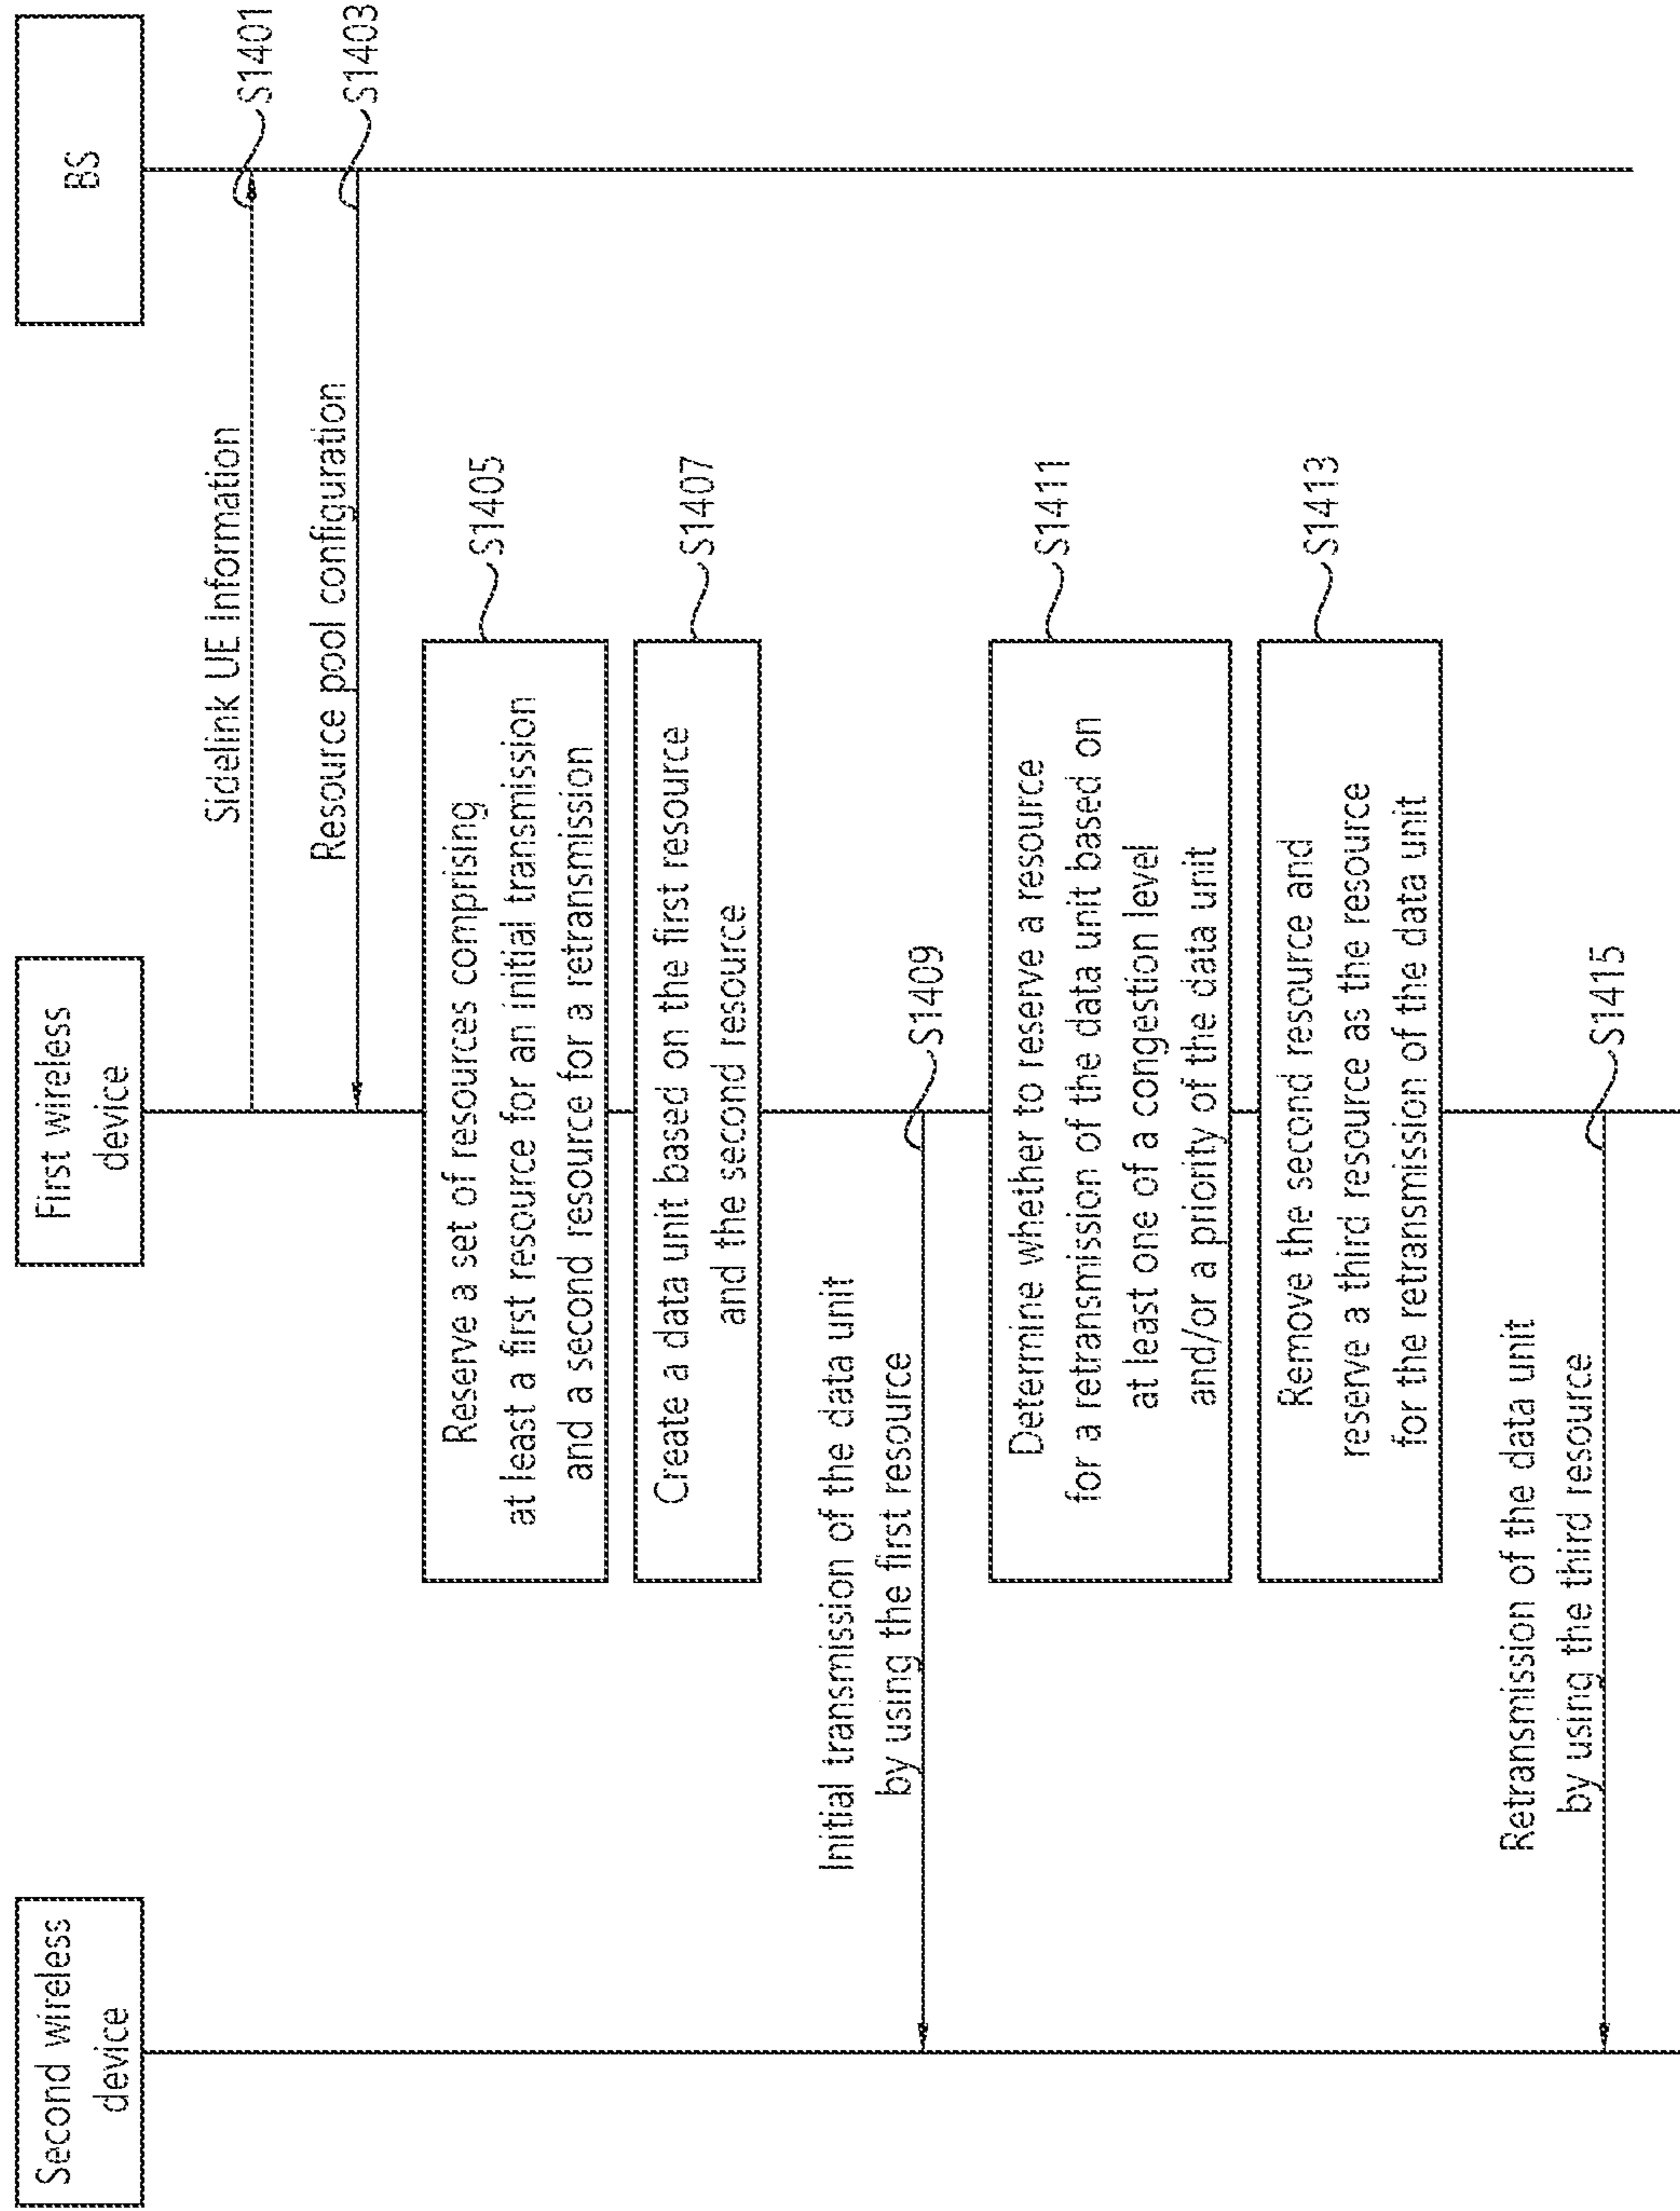 Second wireless
device
First wireless
device
BS
Sidelink UE Information
S1401
Resource pool configuration
S1403
Reserve a set of resources comprising
at least a first resource for an initial transmission
and a second resource for a retransmission
S1405
Create a data unit based on the first resource
and the second resource
S1407
Initial transmission of the data unit
by using the first resource
S1409
Determine whether to reserve a resource
for a retransmission of the data unit based on
at least one of a congestion level
and/or a priority of the data unit
S1411
Remove the second resource and
reserve a third resource as the resource
for the retransmission of the data unit
S1413
Retransmission of the data unit
by using the third resource
S1415